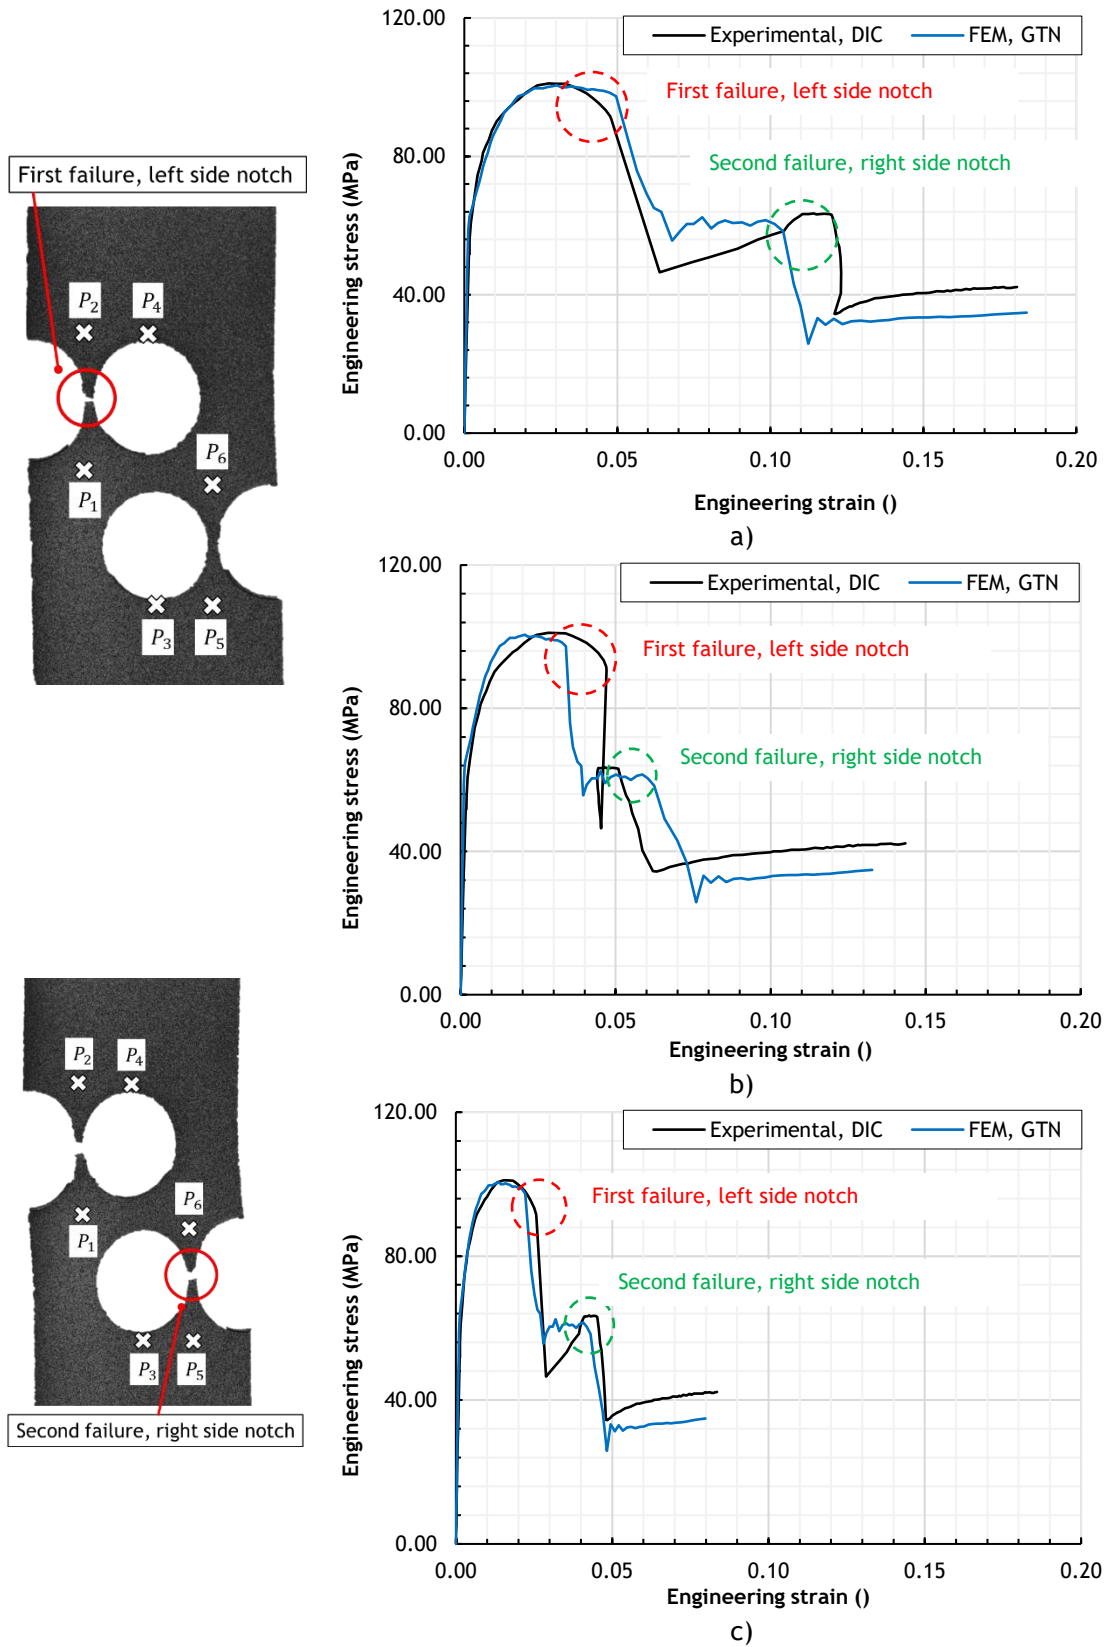 First failure, left side notch
P2
P4
P6
P1
P3
P5
120.00
80.00
40.00
0.00
Engineering stress (MPa)
Experimental, DIC
FEM, GTN
First failure, left side notch
Second failure, right side notch
0.00
0.05
0.10
0.15
0.20
Engineering strain ()
a)
120.00
80.00
40.00
0.00
Engineering stress (MPa)
Experimental, DIC
FEM, GTN
First failure, left side notch
Second failure, right side notch
0.00
0.05
0.10
0.15
0.20
Engineering strain ()
b)
P2
P4
P6
P1
P3
P5
Second failure, right side notch
120.00
80.00
40.00
0.00
Engineering stress (MPa)
Experimental, DIC
FEM, GTN
First failure, left side notch
Second failure, right side notch
0.00
0.05
0.10
0.15
0.20
Engineering strain ()
c)